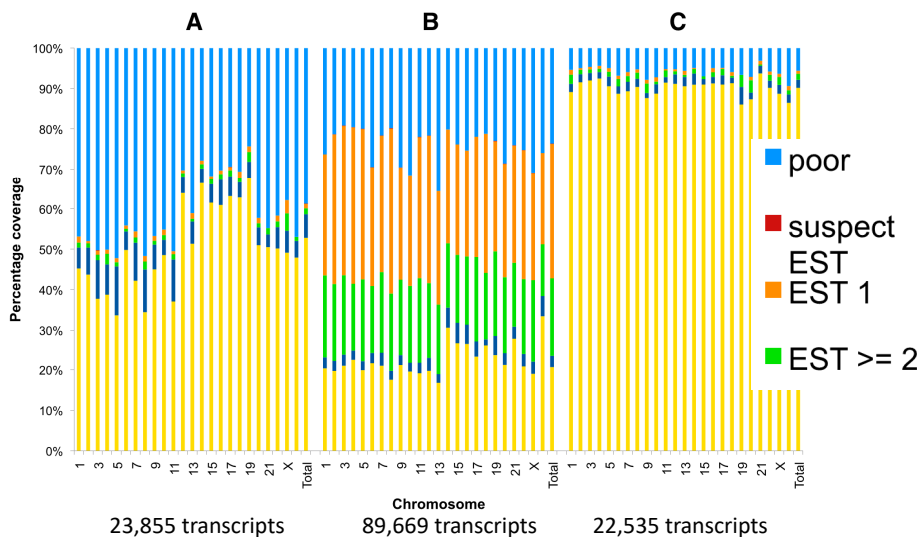 A B C
100%
90%
80%
70%
60%
50%
40%
30%
20%
10%
0%
Percentage coverage
1 3 5 7 9 11 13 15 17 19 21 X Total
1 3 5 7 9 11 13 15 17 19 21 X Total
1 3 5 7 9 11 13 15 17 19 21 X Total
Chromosome
23,855 transcripts 89,669 transcripts 22,535 transcripts
poor
suspect
EST
EST 1
EST >= 2